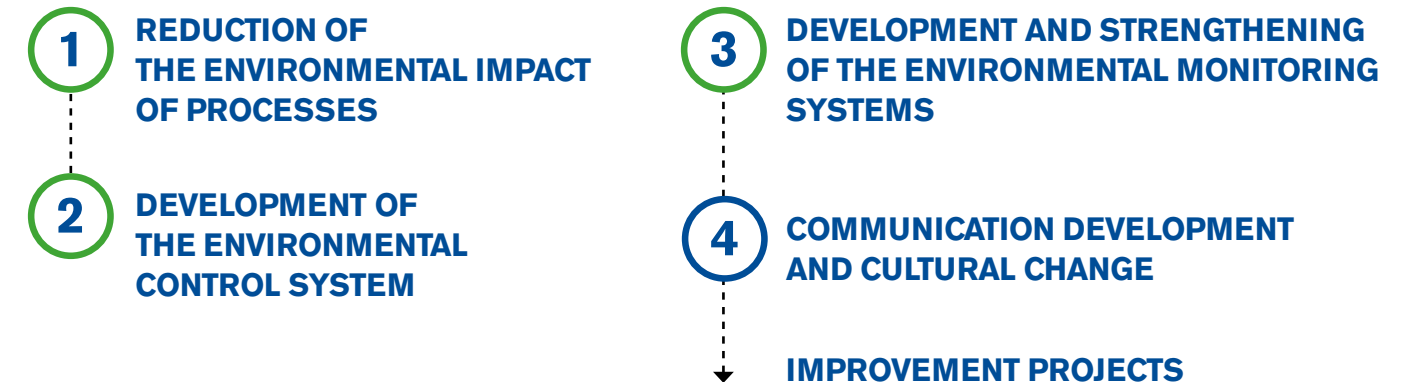 1
REDUCTION OF
THE ENVIRONMENTAL IMPACT
OF PROCESSES
2
DEVELOPMENT OF
THE ENVIRONMENTAL
CONTROL SYSTEM
3
DEVELOPMENT AND STRENGTHENING
OF THE ENVIRONMENTAL MONITORING
SYSTEMS
4
COMMUNICATION DEVELOPMENT
AND CULTURAL CHANGE
IMPROVEMENT PROJECTS